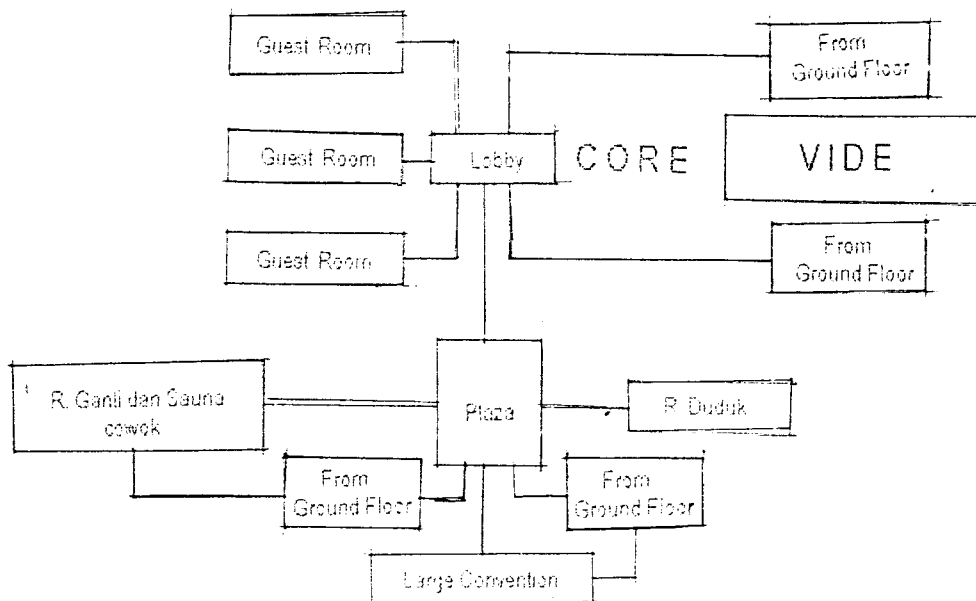 Guest Room
From
Ground Floor
Guest Room
Lobby
CORE
VIDE
Guest Room
From
Ground Floor
R. Ganti dan Sauna
cowok
Plaza
R. Duduk
From
Ground Floor
From
Ground Floor
Large Convention